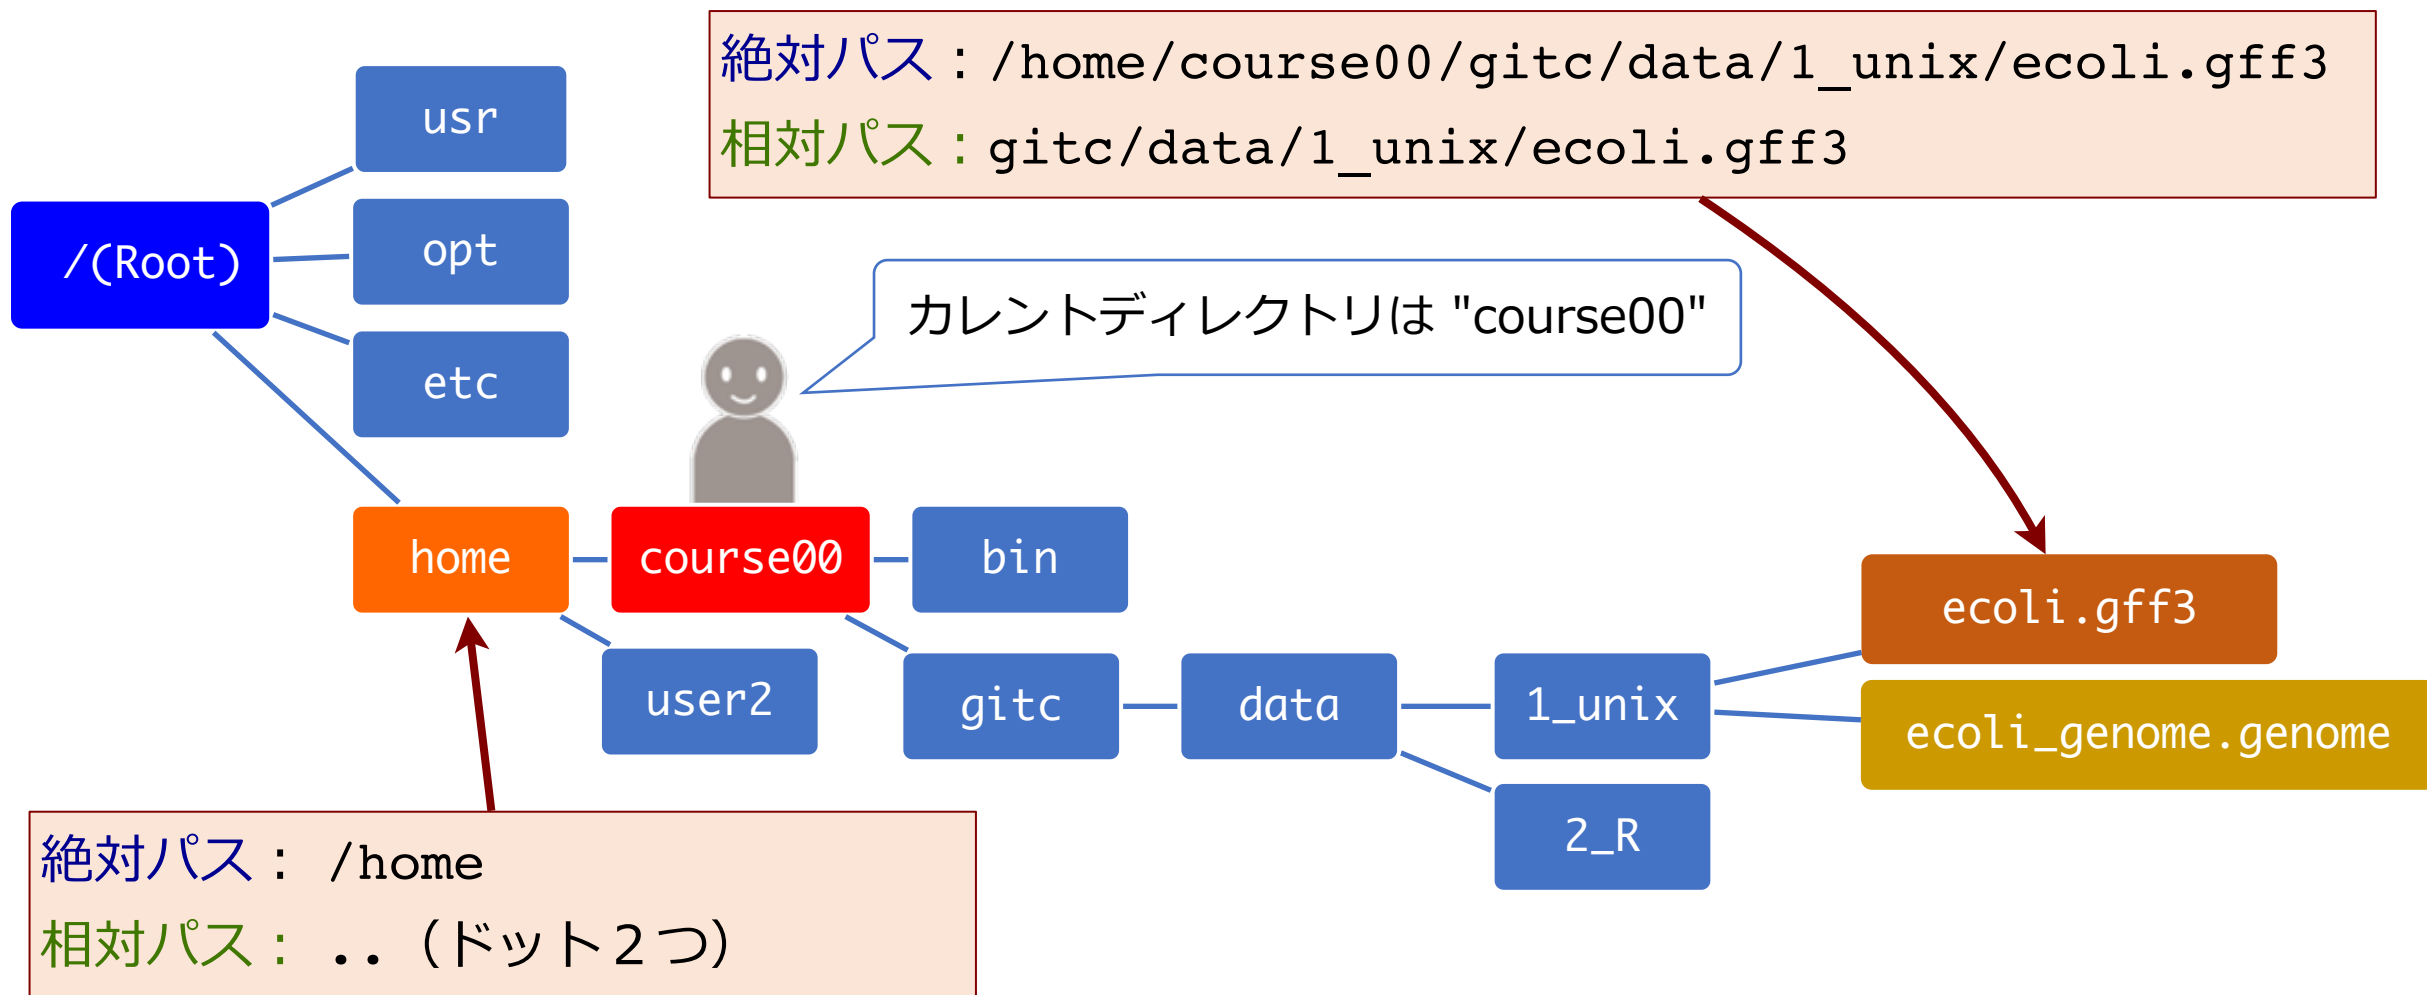 絶対パス：/home/course00/gitc/data/1_unix/ecoli.gff3
相対パス：gitc/data/1_unix/ecoli.gff3
usr
/(Root)
opt
etc
カレントディレクトリは "course00"
home
course00
bin
user2
gitc
data
1_unix
2_R
ecoli.gff3
ecoli_genome.genome
絶対パス： /home
相対パス： ..（ドット２つ）